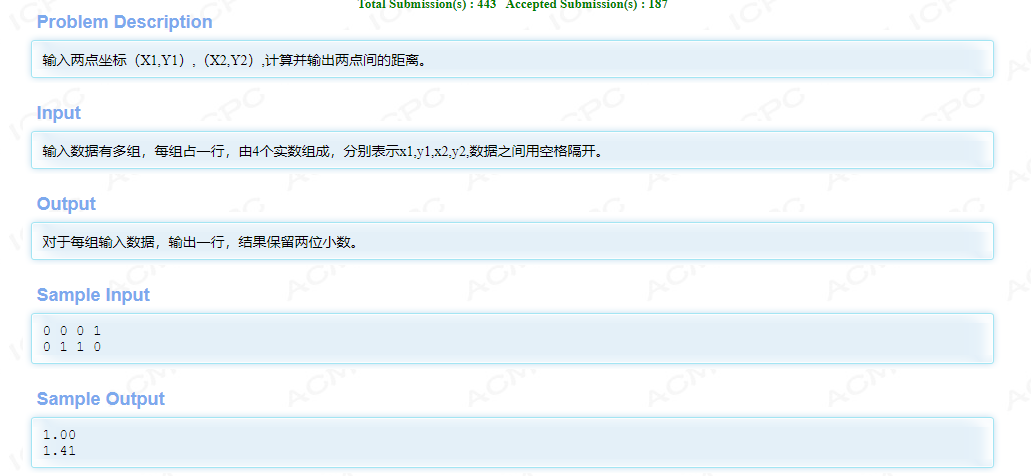 Total Submission(s) : 443   Accepted Submission(s) : 187
Problem Description
输入两点坐标（X1,Y1）,（X2,Y2）,计算并输出两点间的距离。
Input
输入数据有多组，每组占一行，由4个实数组成，分别表示x1,y1,x2,y2,数据之间用空格隔开。
Output
对于每组输入数据，输出一行，结果保留两位小数。
Sample Input
0 0 0 1
0 1 1 0
Sample Output
1.00
1.41